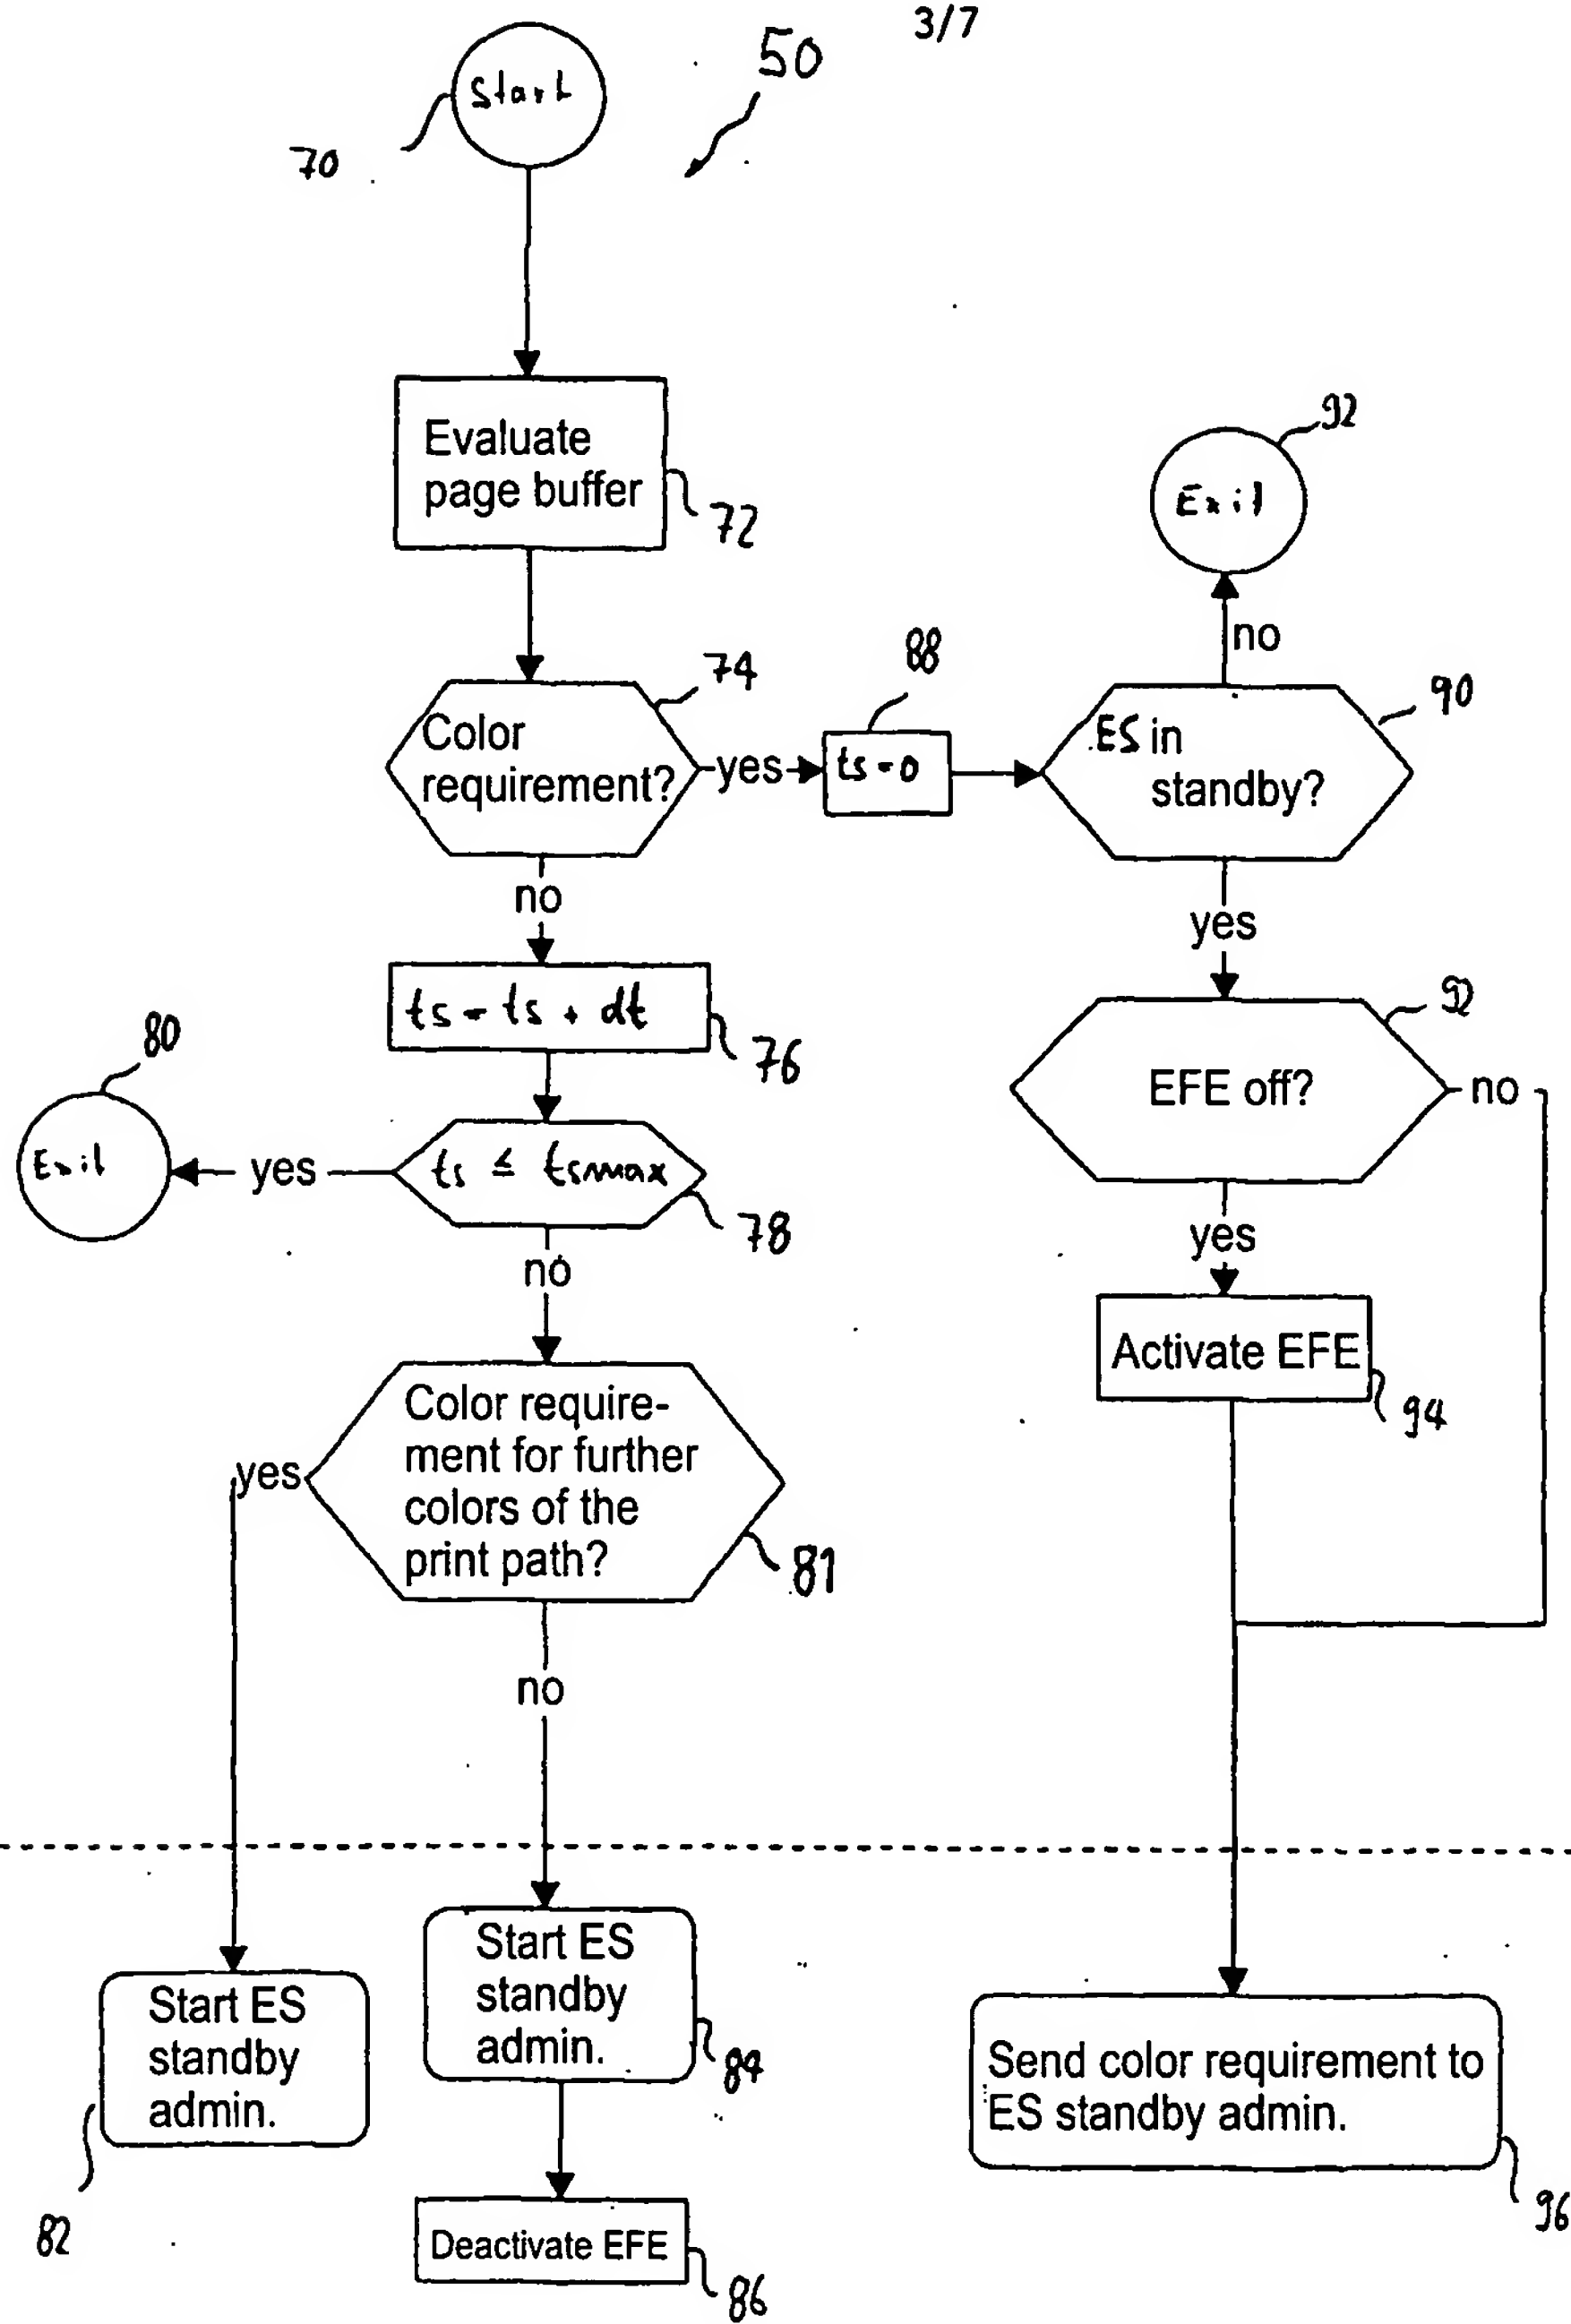 3/7
50
Start
70
Evaluate
page buffer
72
92
Exit
no
74
88
90
Color
requirement?
yes
ts = 0
ES in
standby?
no
yes
ts = ts + dt
76
92
EFE off?
no
80
Exit
yes
ts ≤ tsmax
78
no
yes
Activate EFE
94
Color require-
ment for further
colors of the
print path?
yes
81
no
Start ES
standby
admin.
84
Start ES
standby
admin.
82
Send color requirement to
ES standby admin.
96
Deactivate EFE
86